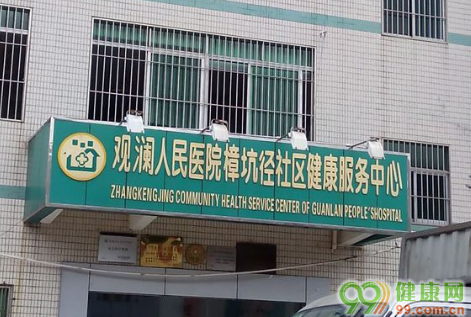 观澜人民医院樟坑径社区健康服务中心
ZHANGKENGJING COMMUNITY HEALTH SERVICE CENTER OF GUANLAN PEOPLE'SHOSPITAL
99健康网
99.com.cn